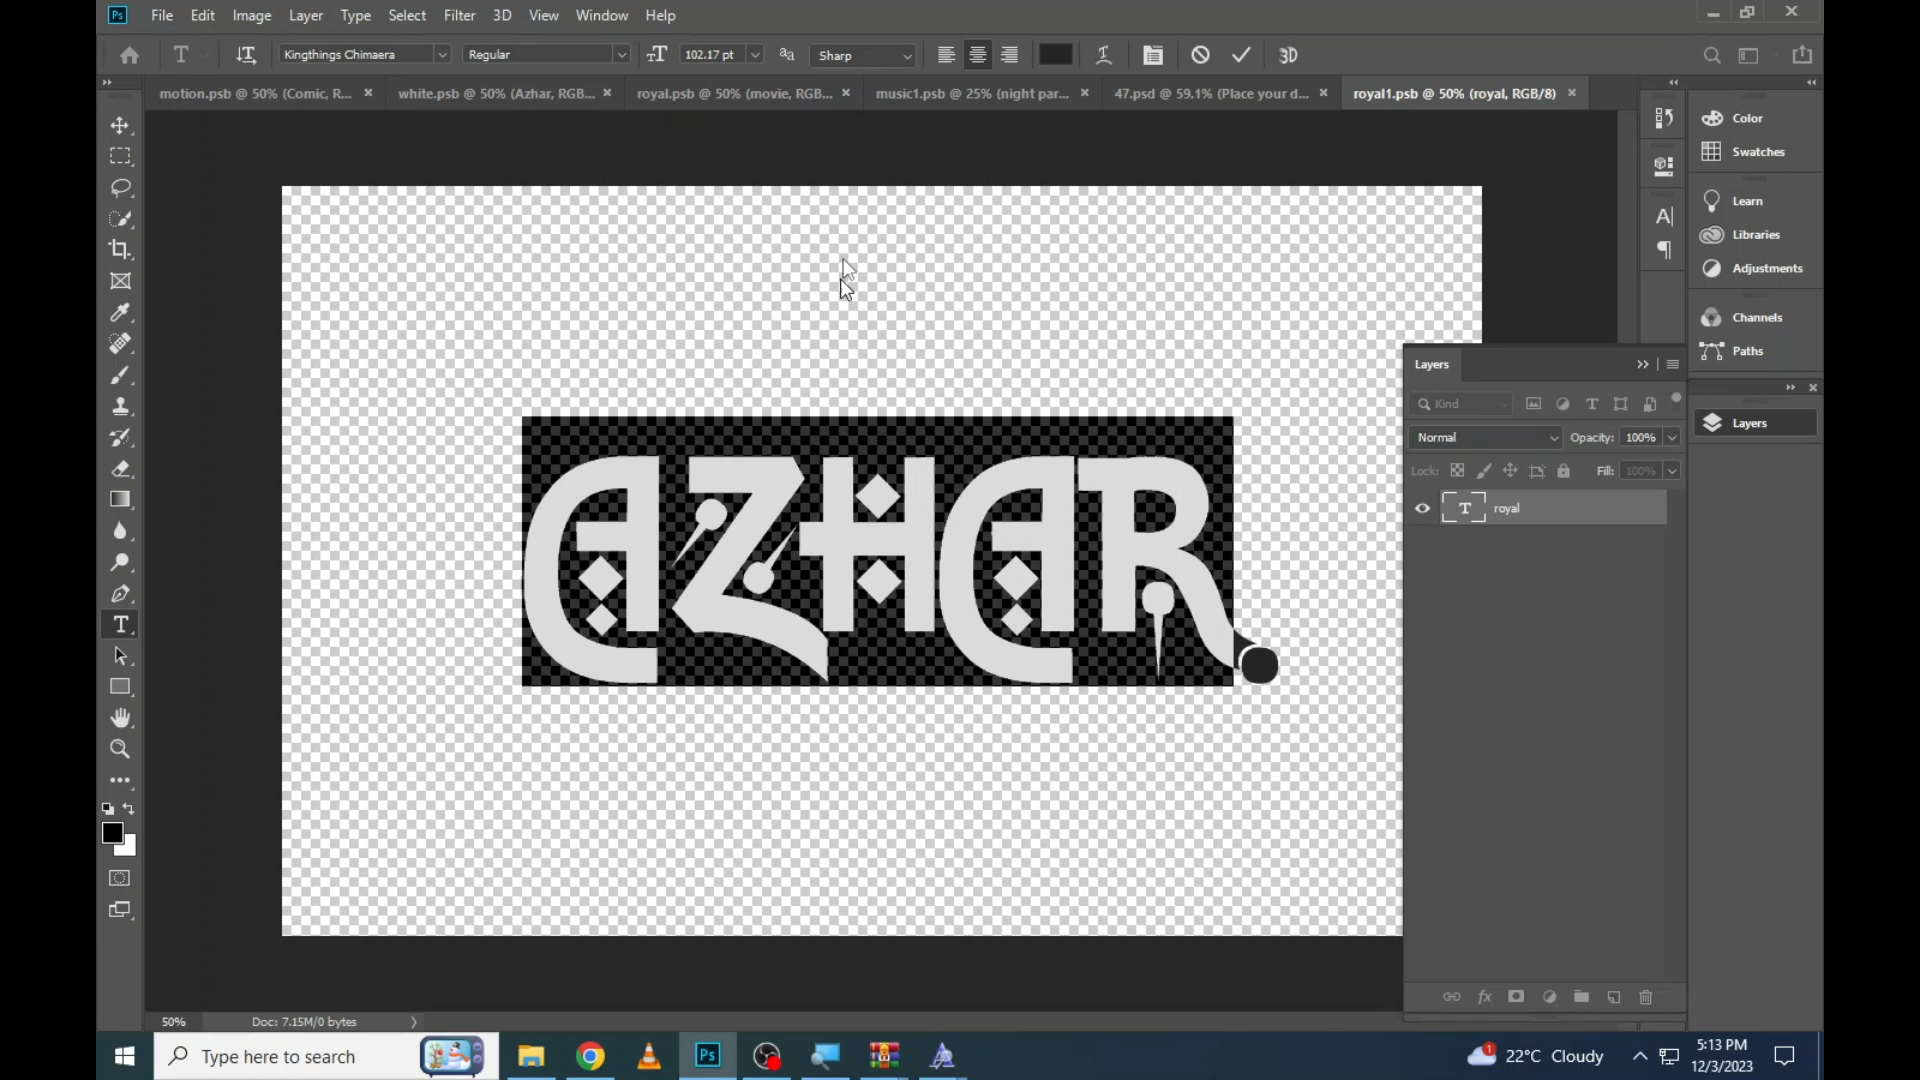 Ps File Edit Image Layer Type Select Filter 3D View Window Help
T Kingthings Chimaera Regular 102.17 pt Sharp 3D
motion.psb @ 50% (Comic, R... × white.psb @ 50% (Azhar, RGB... × royal.psb @ 50% (movie, RGB... × music1.psb @ 25% (night par... × 47.psd @ 59.1% (Place your d... × royal1.psb @ 50% (royal, RGB/8) ×
Color
Swatches
Learn
Libraries
Adjustments
Channels
Paths
Layers
Layers
Kind
Normal Opacity: 100%
Lock: Fill: 100%
T royal
AZHAR
50% Doc: 7.15M/0 bytes
Type here to search
Ps
1 22°C Cloudy
5:13 PM
12/3/2023